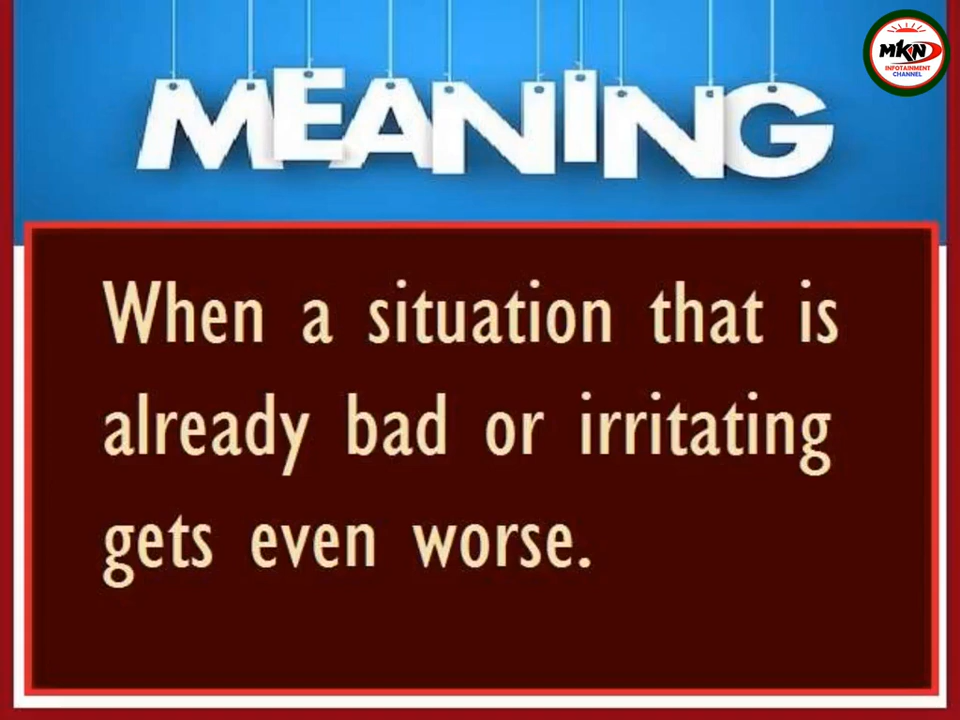 MEANING
MKN
INFOTAINMENT
CHANNEL
When a situation that is
already bad or irritating
gets even worse.